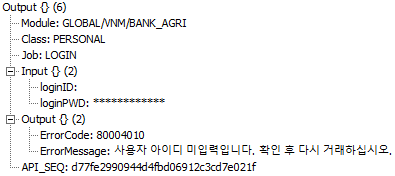 Output {} (6)
Module: GLOBAL/VNM/BANK_AGRI
Class: PERSONAL
Job: LOGIN
Input {} (2)
loginID:
loginPWD: ************
Output {} (2)
ErrorCode: 80004010
ErrorMessage: 사용자 아이디 미입력입니다. 확인 후 다시 거래하십시오.
API_SEQ: d77fe2990944d4fbd06912c3cd7e021f